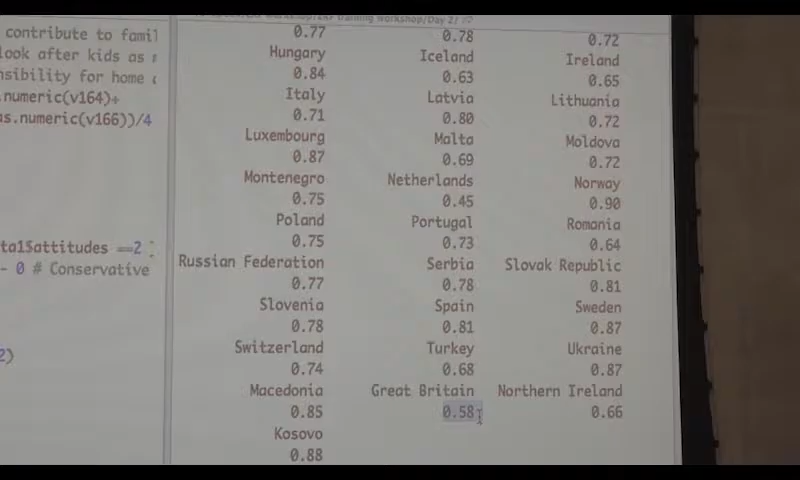 Training workshop/Day 2/
contribute to famil
look after kids as
nsibility for home
.numeric(v164)+
as.numeric(v166))/4
ta1$attitudes ==2
- 0 # Conservative
2)
0.77 0.78 0.72
Hungary Iceland Ireland
0.84 0.63 0.65
Italy Latvia Lithuania
0.71 0.80 0.72
Luxembourg Malta Moldova
0.87 0.69 0.72
Montenegro Netherlands Norway
0.75 0.45 0.90
Poland Portugal Romania
0.75 0.73 0.64
Russian Federation Serbia Slovak Republic
0.77 0.78 0.81
Slovenia Spain Sweden
0.78 0.81 0.87
Switzerland Turkey Ukraine
0.74 0.68 0.87
Macedonia Great Britain Northern Ireland
0.85 0.58 0.66
Kosovo
0.88